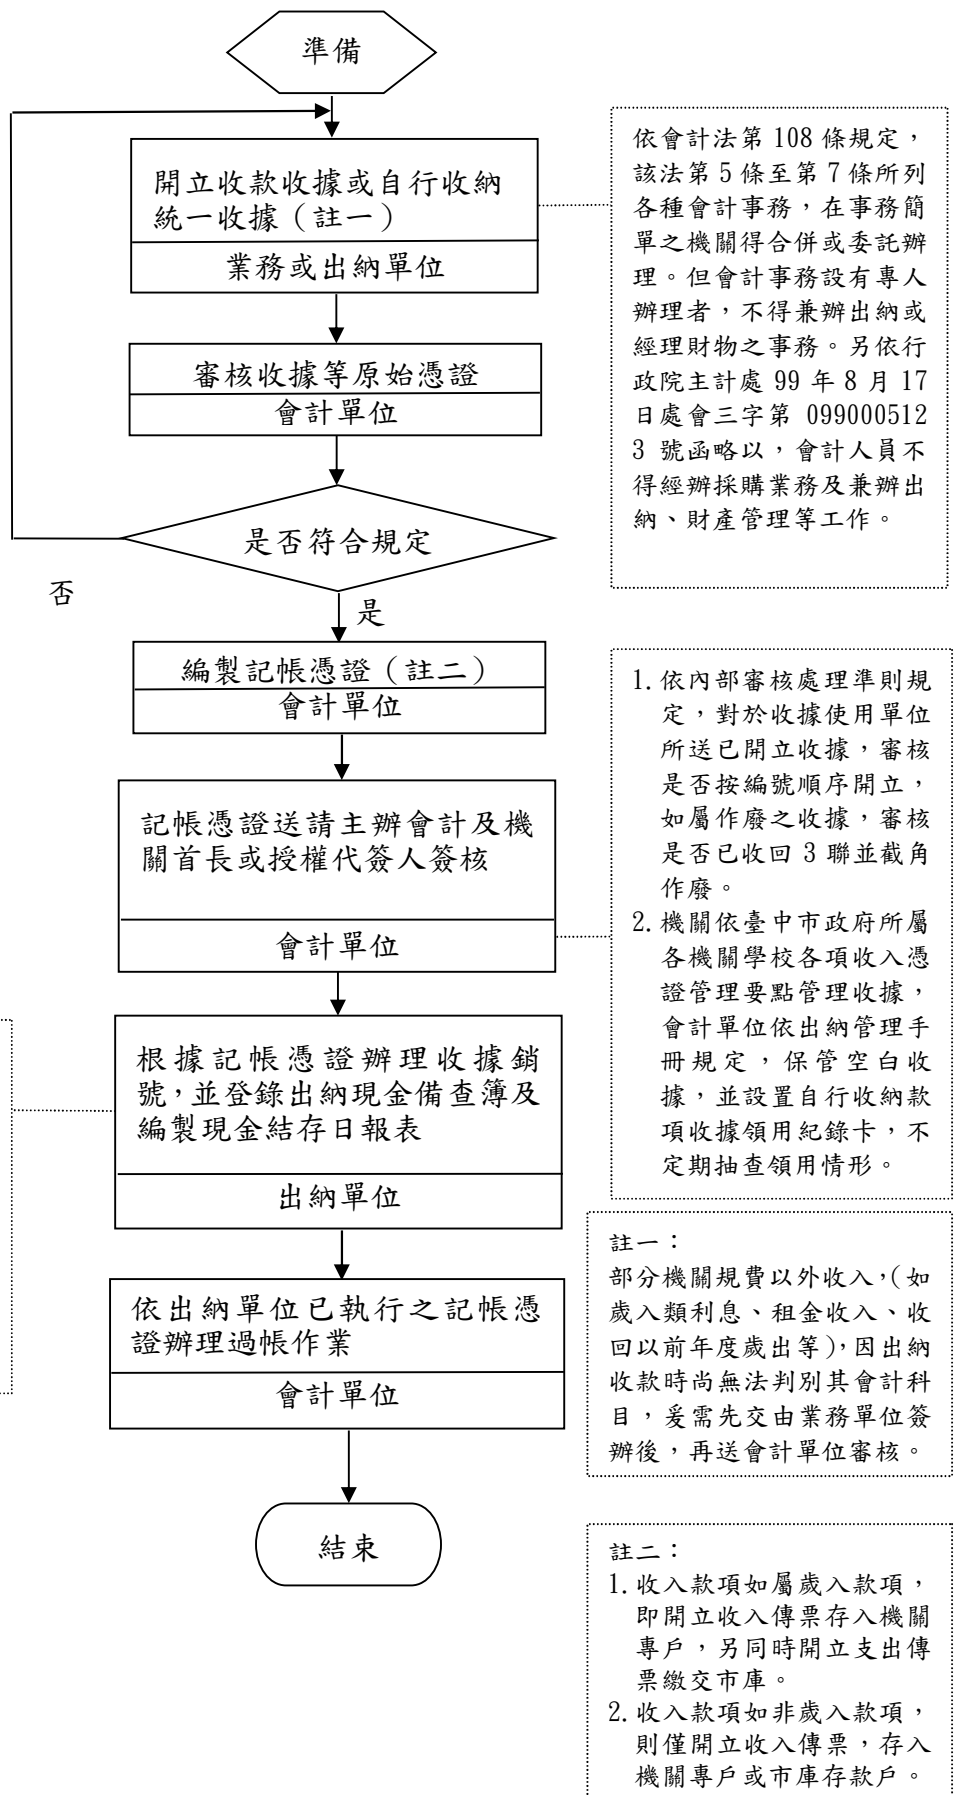 準備
開立收款收據或自行收納
統一收據（註一）
業務或出納單位
審核收據等原始憑證
會計單位
是否符合規定
否
是
編製記帳憑證（註二）
會計單位
記帳憑證送請主辦會計及機
關首長或授權代簽人簽核
會計單位
根據記帳憑證辦理收據銷
號，並登錄出納現金備查簿及
編製現金結存日報表
出納單位
依出納單位已執行之記帳憑
證辦理過帳作業
會計單位
結束
依會計法第 108 條規定，
該法第 5 條至第 7 條所列
各種會計事務，在事務簡
單之機關得合併或委託辦
理。但會計事務設有專人
辦理者，不得兼辦出納或
經理財物之事務。另依行
政院主計處 99 年 8 月 17
日處會三字第 099000512
3 號函略以，會計人員不
得經辦採購業務及兼辦出
納、財產管理等工作。
1. 依內部審核處理準則規
定，對於收據使用單位
所送已開立收據，審核
是否按編號順序開立，
如屬作廢之收據，審核
是否已收回 3 聯並截角
作廢。
2. 機關依臺中市政府所屬
各機關學校各項收入憑
證管理要點管理收據，
會計單位依出納管理手
冊規定，保管空白收
據，並設置自行收納款
項收據領用紀錄卡，不
定期抽查領用情形。
註一：
部分機關規費以外收入，（如
歲入類利息、租金收入、收
回以前年度歲出等），因出納
收款時尚無法判別其會計科
目，爰需先交由業務單位簽
辦後，再送會計單位審核。
註二：
1. 收入款項如屬歲入款項，
即開立收入傳票存入機關
專戶，另同時開立支出傳
票繳交市庫。
2. 收入款項如非歲入款項，
則僅開立收入傳票，存入
機關專戶或市庫存款戶。